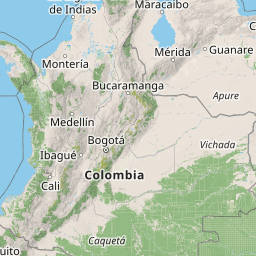 de Indias
Maracaibo
Guanare
Montería
Mérida
Bucaramanga
Apure
Medellín
Bogotá
Vichada
Ibagué
Cali
Colombia
Caquetá
uito